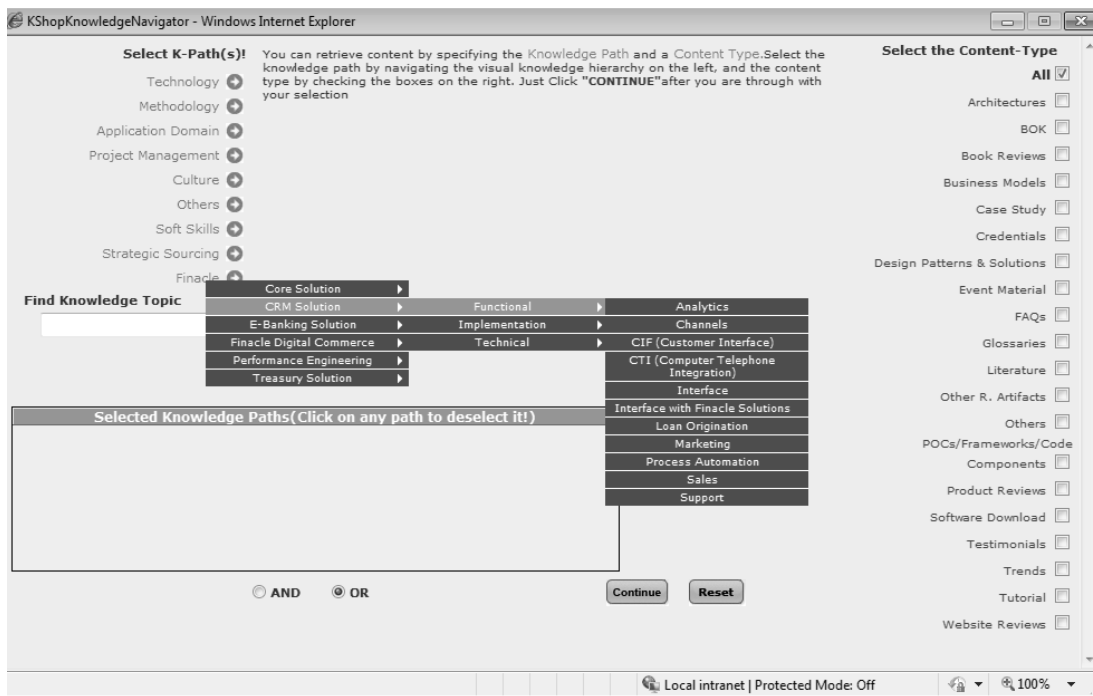 KShopKnowledgeNavigator - Windows Internet Explorer
Select K-Path(s)!
Technology
Methodology
Application Domain
Project Management
Culture
Others
Soft Skills
Strategic Sourcing
Finacle
You can retrieve content by specifying the Knowledge Path and a Content Type.Select the
knowledge path by navigating the visual knowledge hierarchy on the left, and the content
type by checking the boxes on the right. Just Click "CONTINUE"after you are through with
your selection
Find Knowledge Topic
Core Solution
CRM Solution
E-Banking Solution
Finacle Digital Commerce
Performance Engineering
Treasury Solution
Functional
Implementation
Technical
Analytics
Channels
CIF (Customer Interface)
CTI (Computer Telephone
Integration)
Interface
Interface with Finacle Solutions
Loan Origination
Marketing
Process Automation
Sales
Support
Selected Knowledge Paths(Click on any path to deselect it!)
AND
OR
Continue
Reset
Select the Content-Type
All
Architectures
BOK
Book Reviews
Business Models
Case Study
Credentials
Design Patterns & Solutions
Event Material
FAQs
Glossaries
Literature
Other R. Artifacts
Others
POCs/Frameworks/Code
Components
Product Reviews
Software Download
Testimonials
Trends
Tutorial
Website Reviews
Local intranet | Protected Mode: Off
100%